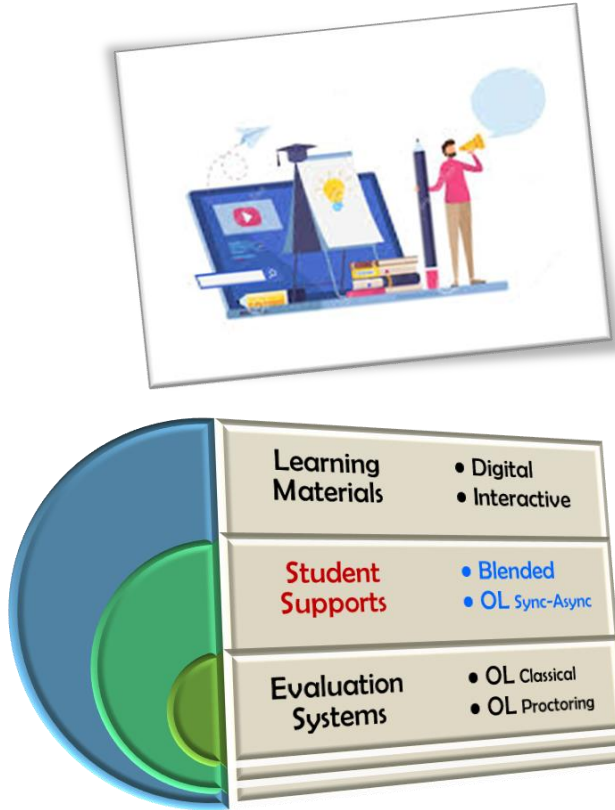 Learning
Materials
• Digital
• Interactive
Student
Supports
• Blended
• OL Sync-Async
Evaluation
Systems
• OL Classical
• OL Proctoring